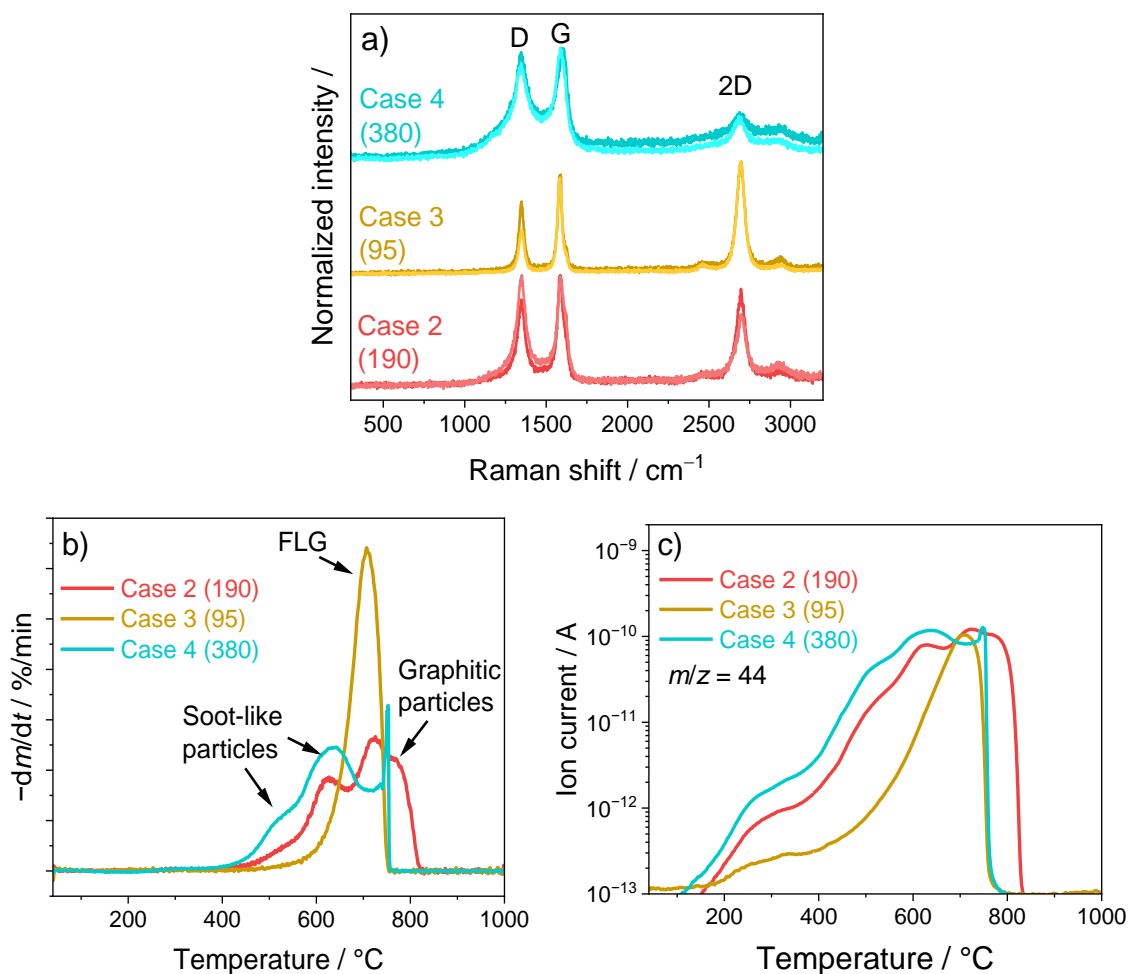 a)
D
G
2D
Case 4
(380)
Case 3
(95)
Case 2
(190)
Normalized intensity /
500
1000
1500
2000
2500
3000
Raman shift / cm⁻¹
b)
FLG
Case 2 (190)
Case 3 (95)
Case 4 (380)
Graphitic
particles
Soot-like
particles
−dm/dt / %/min
200
400
600
800
1000
Temperature / °C
c)
10⁻⁹
10⁻¹⁰
10⁻¹¹
10⁻¹²
10⁻¹³
Case 2 (190)
Case 3 (95)
Case 4 (380)
m/z = 44
Ion current / A
200
400
600
800
1000
Temperature / °C